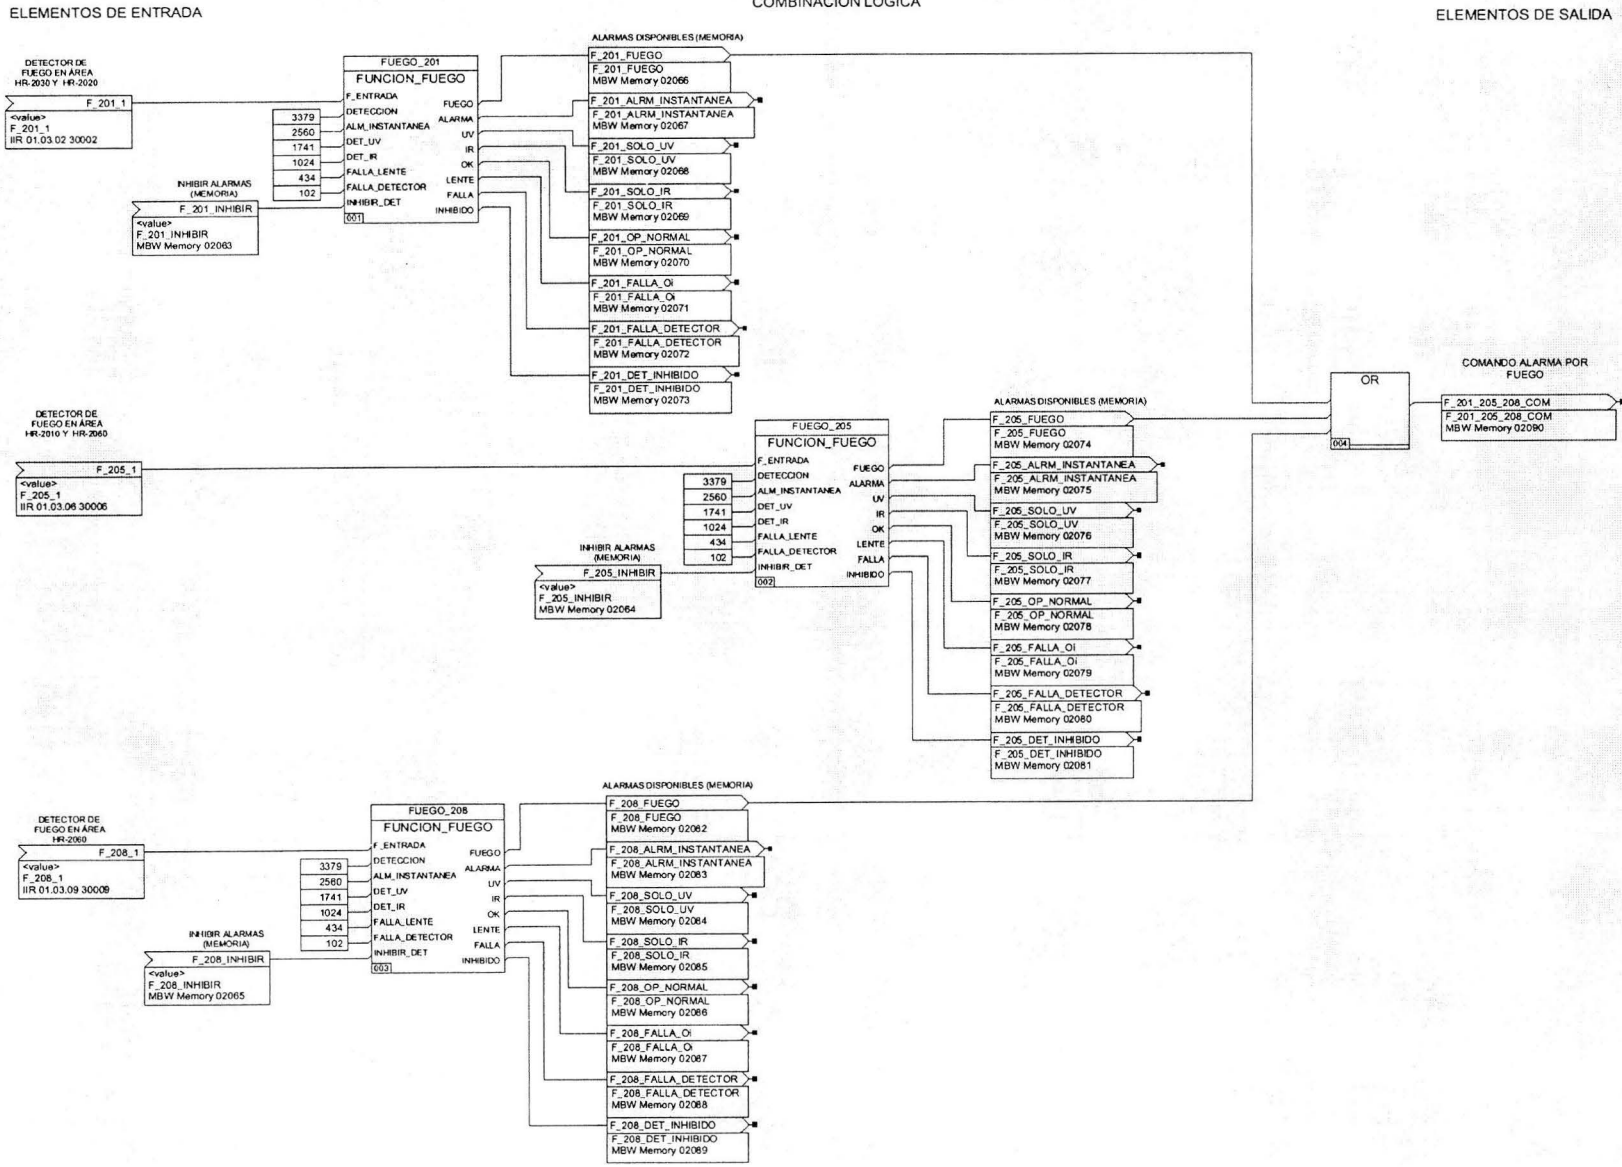 ELEMENTOS DE ENTRADA
COMBINACION LOGICA
ELEMENTOS DE SALIDA
DETECTOR DE
FUEGO EN ÁREA
HR-2030 Y HR-2020
F_201_1
<value>
F_201_1
IIR 01.03.02 30002
INHIBIR ALARMAS
(MEMORIA)
F_201_INHIBIR
<value>
F_201_INHIBIR
MBW Memory 02063
3379
2560
1741
1024
434
102
FUEGO_201
FUNCION_FUEGO
F_ENTRADA
DETECCION
ALM_INSTANTANEA
DET_UV
DET_IR
FALLA_LENTE
FALLA_DETECTOR
INHIBIR_DET
001
FUEGO
ALARMA
UV
IR
OK
LENTE
FALLA
INHIBIDO
ALARMAS DISPONIBLES (MEMORIA)
F_201_FUEGO
F_201_FUEGO
MBW Memory 02066
F_201_ALRM_INSTANTANEA
F_201_ALRM_INSTANTANEA
MBW Memory 02067
F_201_SOLO_UV
F_201_SOLO_UV
MBW Memory 02068
F_201_SOLO_IR
F_201_SOLO_IR
MBW Memory 02069
F_201_OP_NORMAL
F_201_OP_NORMAL
MBW Memory 02070
F_201_FALLA_Oi
F_201_FALLA_Oi
MBW Memory 02071
F_201_FALLA_DETECTOR
F_201_FALLA_DETECTOR
MBW Memory 02072
F_201_DET_INHIBIDO
F_201_DET_INHIBIDO
MBW Memory 02073
DETECTOR DE
FUEGO EN ÁREA
HR-2010 Y HR-2060
F_205_1
<value>
F_205_1
IIR 01.03.06 30006
INHIBIR ALARMAS
(MEMORIA)
F_205_INHIBIR
<value>
F_205_INHIBIR
MBW Memory 02064
3379
2560
1741
1024
434
102
FUEGO_205
FUNCION_FUEGO
F_ENTRADA
DETECCION
ALM_INSTANTANEA
DET_UV
DET_IR
FALLA_LENTE
FALLA_DETECTOR
INHIBIR_DET
002
FUEGO
ALARMA
UV
IR
OK
LENTE
FALLA
INHIBIDO
ALARMAS DISPONIBLES (MEMORIA)
F_205_FUEGO
F_205_FUEGO
MBW Memory 02074
F_205_ALRM_INSTANTANEA
F_205_ALRM_INSTANTANEA
MBW Memory 02075
F_205_SOLO_UV
F_205_SOLO_UV
MBW Memory 02076
F_205_SOLO_IR
F_205_SOLO_IR
MBW Memory 02077
F_205_OP_NORMAL
F_205_OP_NORMAL
MBW Memory 02078
F_205_FALLA_Oi
F_205_FALLA_Oi
MBW Memory 02079
F_205_FALLA_DETECTOR
F_205_FALLA_DETECTOR
MBW Memory 02080
F_205_DET_INHIBIDO
F_205_DET_INHIBIDO
MBW Memory 02081
OR
004
COMANDO ALARMA POR
FUEGO
F_201_205_208_COM
F_201_205_208_COM
MBW Memory 02090
DETECTOR DE
FUEGO EN ÁREA
HR-2060
F_208_1
<value>
F_208_1
IIR 01.03.09 30009
INHIBIR ALARMAS
(MEMORIA)
F_208_INHIBIR
<value>
F_208_INHIBIR
MBW Memory 02065
3379
2560
1741
1024
434
102
FUEGO_208
FUNCION_FUEGO
F_ENTRADA
DETECCION
ALM_INSTANTANEA
DET_UV
DET_IR
FALLA_LENTE
FALLA_DETECTOR
INHIBIR_DET
003
FUEGO
ALARMA
UV
IR
OK
LENTE
FALLA
INHIBIDO
ALARMAS DISPONIBLES (MEMORIA)
F_208_FUEGO
F_208_FUEGO
MBW Memory 02082
F_208_ALRM_INSTANTANEA
F_208_ALRM_INSTANTANEA
MBW Memory 02083
F_208_SOLO_UV
F_208_SOLO_UV
MBW Memory 02084
F_208_SOLO_IR
F_208_SOLO_IR
MBW Memory 02085
F_208_OP_NORMAL
F_208_OP_NORMAL
MBW Memory 02086
F_208_FALLA_Oi
F_208_FALLA_Oi
MBW Memory 02087
F_208_FALLA_DETECTOR
F_208_FALLA_DETECTOR
MBW Memory 02088
F_208_DET_INHIBIDO
F_208_DET_INHIBIDO
MBW Memory 02089